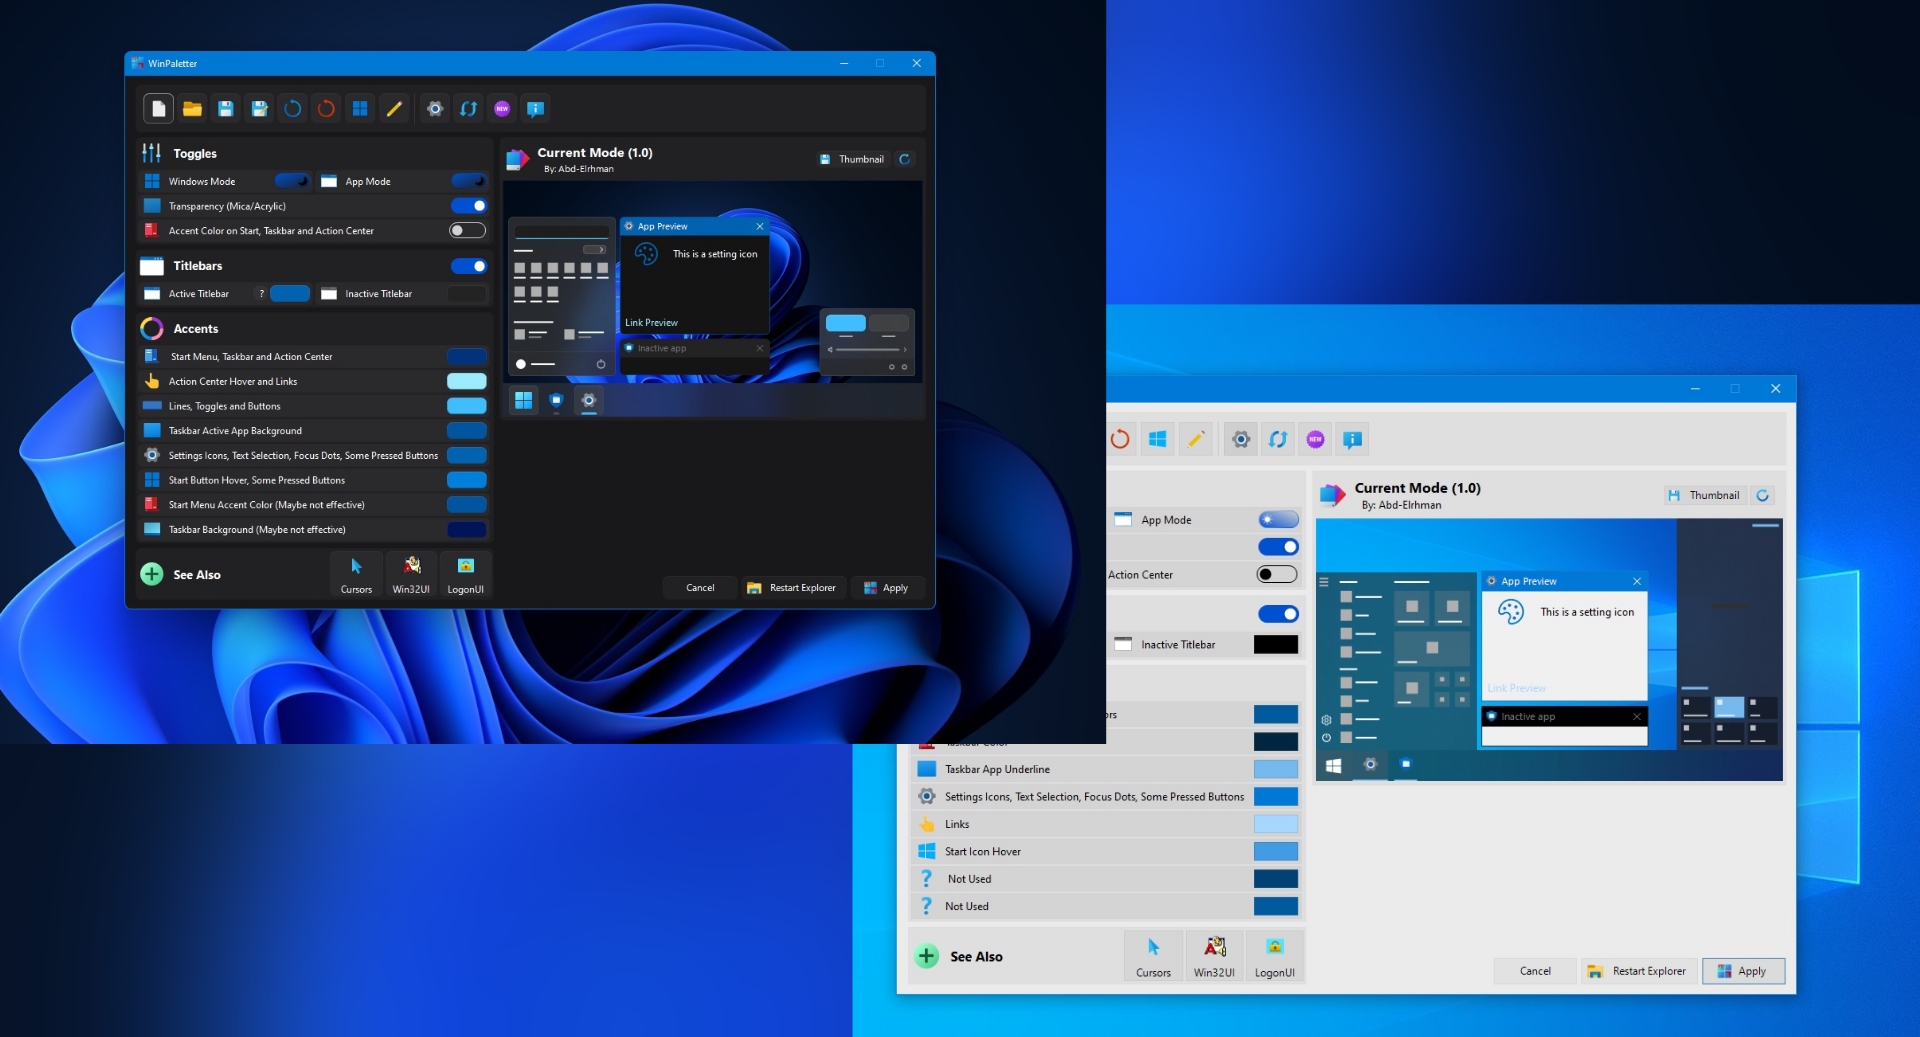 WinPaletter
NEW
Toggles
Windows Mode
App Mode
Transparency (Mica/Acrylic)
Accent Color on Start, Taskbar and Action Center
Titlebars
Active Titlebar
?
Inactive Titlebar
Accents
Start Menu, Taskbar and Action Center
Action Center Hover and Links
Lines, Toggles and Buttons
Taskbar Active App Background
Settings Icons, Text Selection, Focus Dots, Some Pressed Buttons
Start Button Hover, Some Pressed Buttons
Start Menu Accent Color (Maybe not effective)
Taskbar Background (Maybe not effective)
See Also
Cursors
Win32UI
LogonUI
Current Mode (1.0)
By: Abd-Elrhman
Thumbnail
App Preview
This is a setting icon
Link Preview
Inactive app
Cancel
Restart Explorer
Apply
NEW
App Mode
Action Center
Inactive Titlebar
Taskbar App Underline
Settings Icons, Text Selection, Focus Dots, Some Pressed Buttons
Links
Start Icon Hover
? Not Used
? Not Used
See Also
Cursors
Win32UI
LogonUI
Current Mode (1.0)
By: Abd-Elrhman
Thumbnail
App Preview
This is a setting icon
Link Preview
Inactive app
Cancel
Restart Explorer
Apply